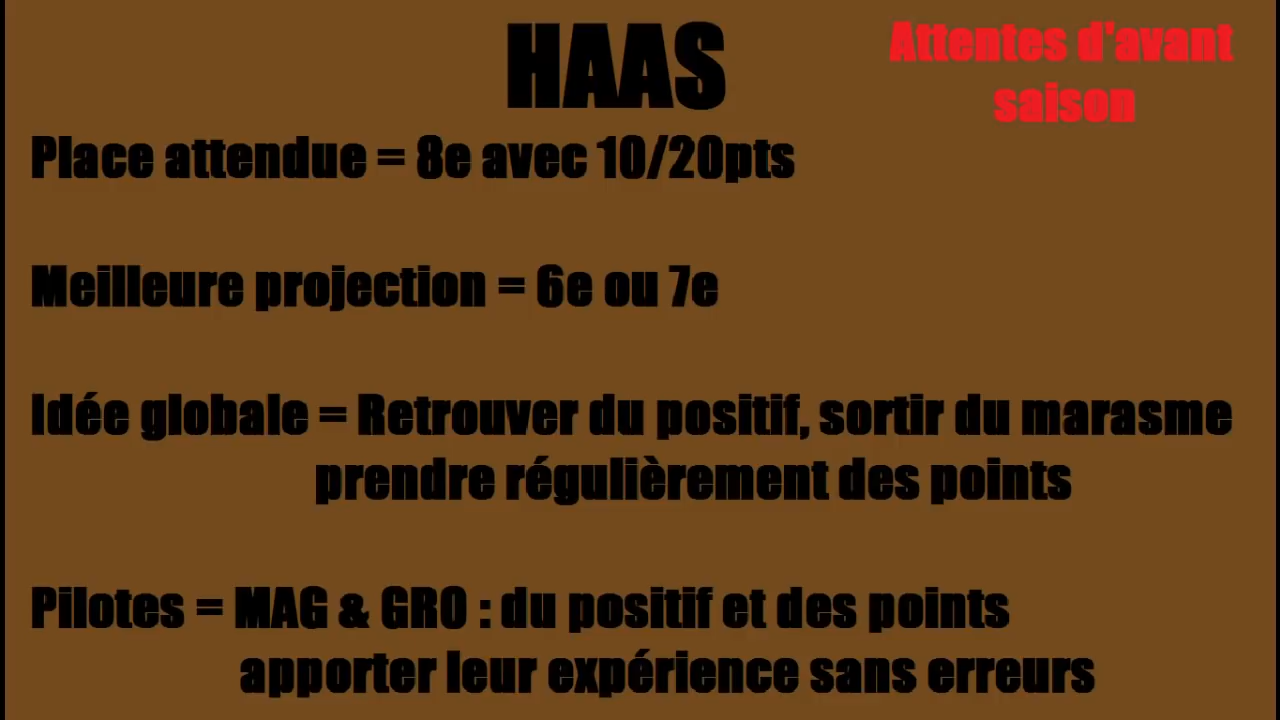 HAAS
Attentes d'avant
saison
Place attendue = 8e avec 10/20pts
Meilleure projection = 6e ou 7e
Idée globale = Retrouver du positif, sortir du marasme
prendre régulièrement des points
Pilotes = MAG & GRO : du positif et des points
apporter leur expérience sans erreurs